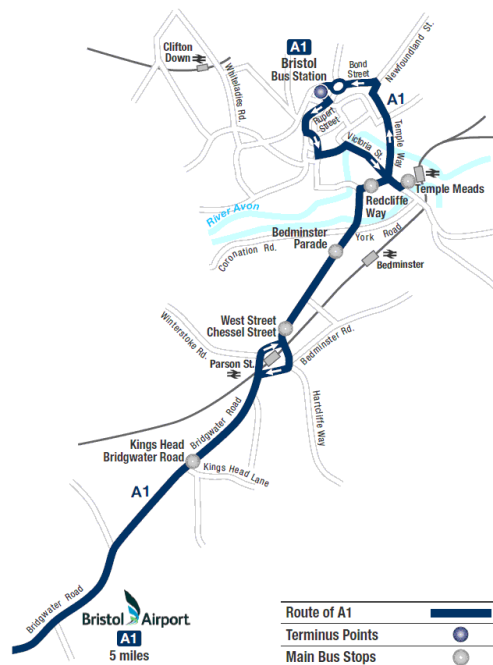 Clifton
Down
Whiteladies Rd.
A1
Bristol
Bus Station
Bond
Street
Newfoundland St.
A1
Rupert
Street
Victoria St.
Temple Way
Temple Meads
Redcliffe
Way
River Avon
Bedminster
Parade
York Road
Coronation Rd.
Bedminster
West Street
Chessel Street
Winterstoke Rd.
Bedminster Rd.
Parson St.
Hartcliffe Way
Bridgwater Road
Kings Head
Bridgwater Road
Kings Head Lane
A1
Bridgwater Road
Bristol Airport
A1
5 miles
Route of A1
Terminus Points
Main Bus Stops